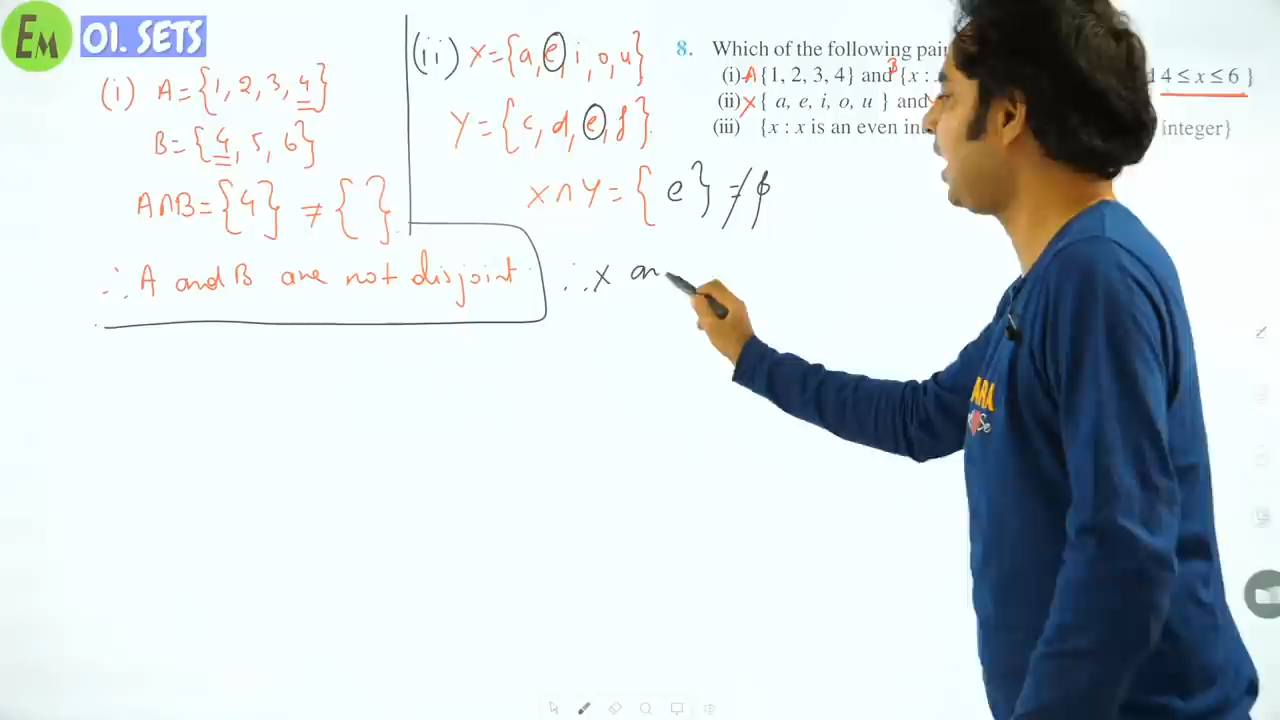 EM
01. SETS
(i) A = {1, 2, 3, 4}
B = {4, 5, 6}
A∩B = {4} ≠ { }
∴ A and B are not disjoint
(ii) X = {a, e, i, o, u}
Y = {c, d, e, f}
X ∩ Y = { e } ≠ φ
∴ X an
8. Which of the following pai
(i) A {1, 2, 3, 4} and B {x : 4 ≤ x ≤ 6 }
(ii) X { a, e, i, o, u } and
(iii) {x : x is an even in integer}